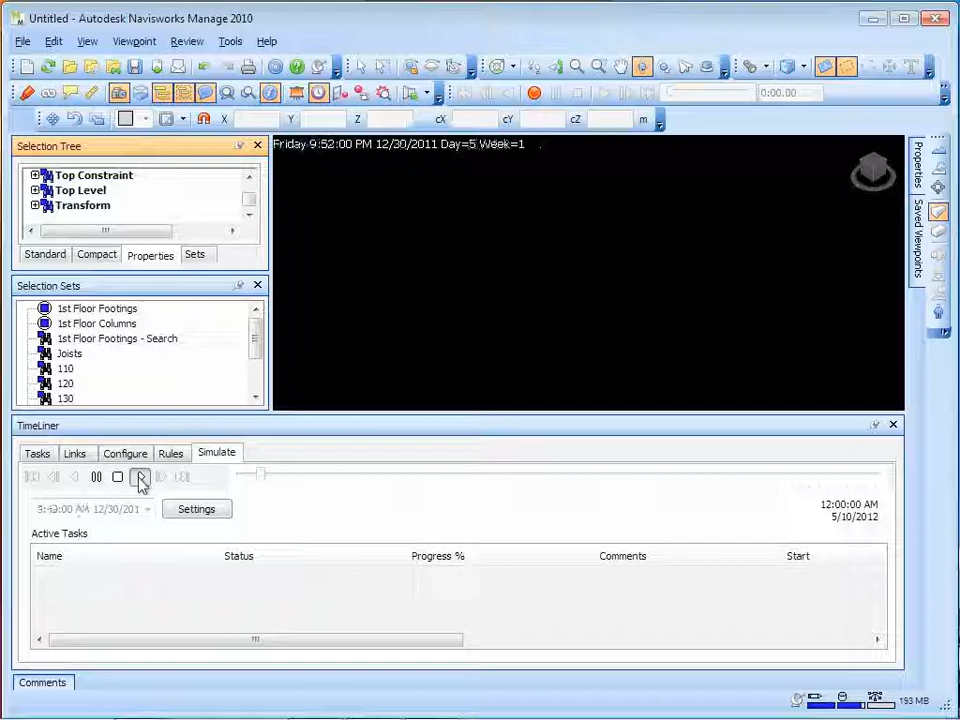 Untitled - Autodesk Navisworks Manage 2010
File Edit View Viewpoint Review Tools Help
0:00.00
X Y Z cX cY cZ m
Selection Tree
Friday 9:52:00 PM 12/30/2011 Day=5 Week=1
Top Constraint
Top Level
Transform
Standard Compact Properties Sets
Properties
Saved Viewpoints
Selection Sets
1st Floor Footings
1st Floor Columns
1st Floor Footings - Search
Joists
110
120
130
TimeLiner
Tasks Links Configure Rules Simulate
AM 12/30/201
Settings
12:00:00 AM
5/10/2012
Active Tasks
Name Status Progress % Comments Start
Comments
193 MB